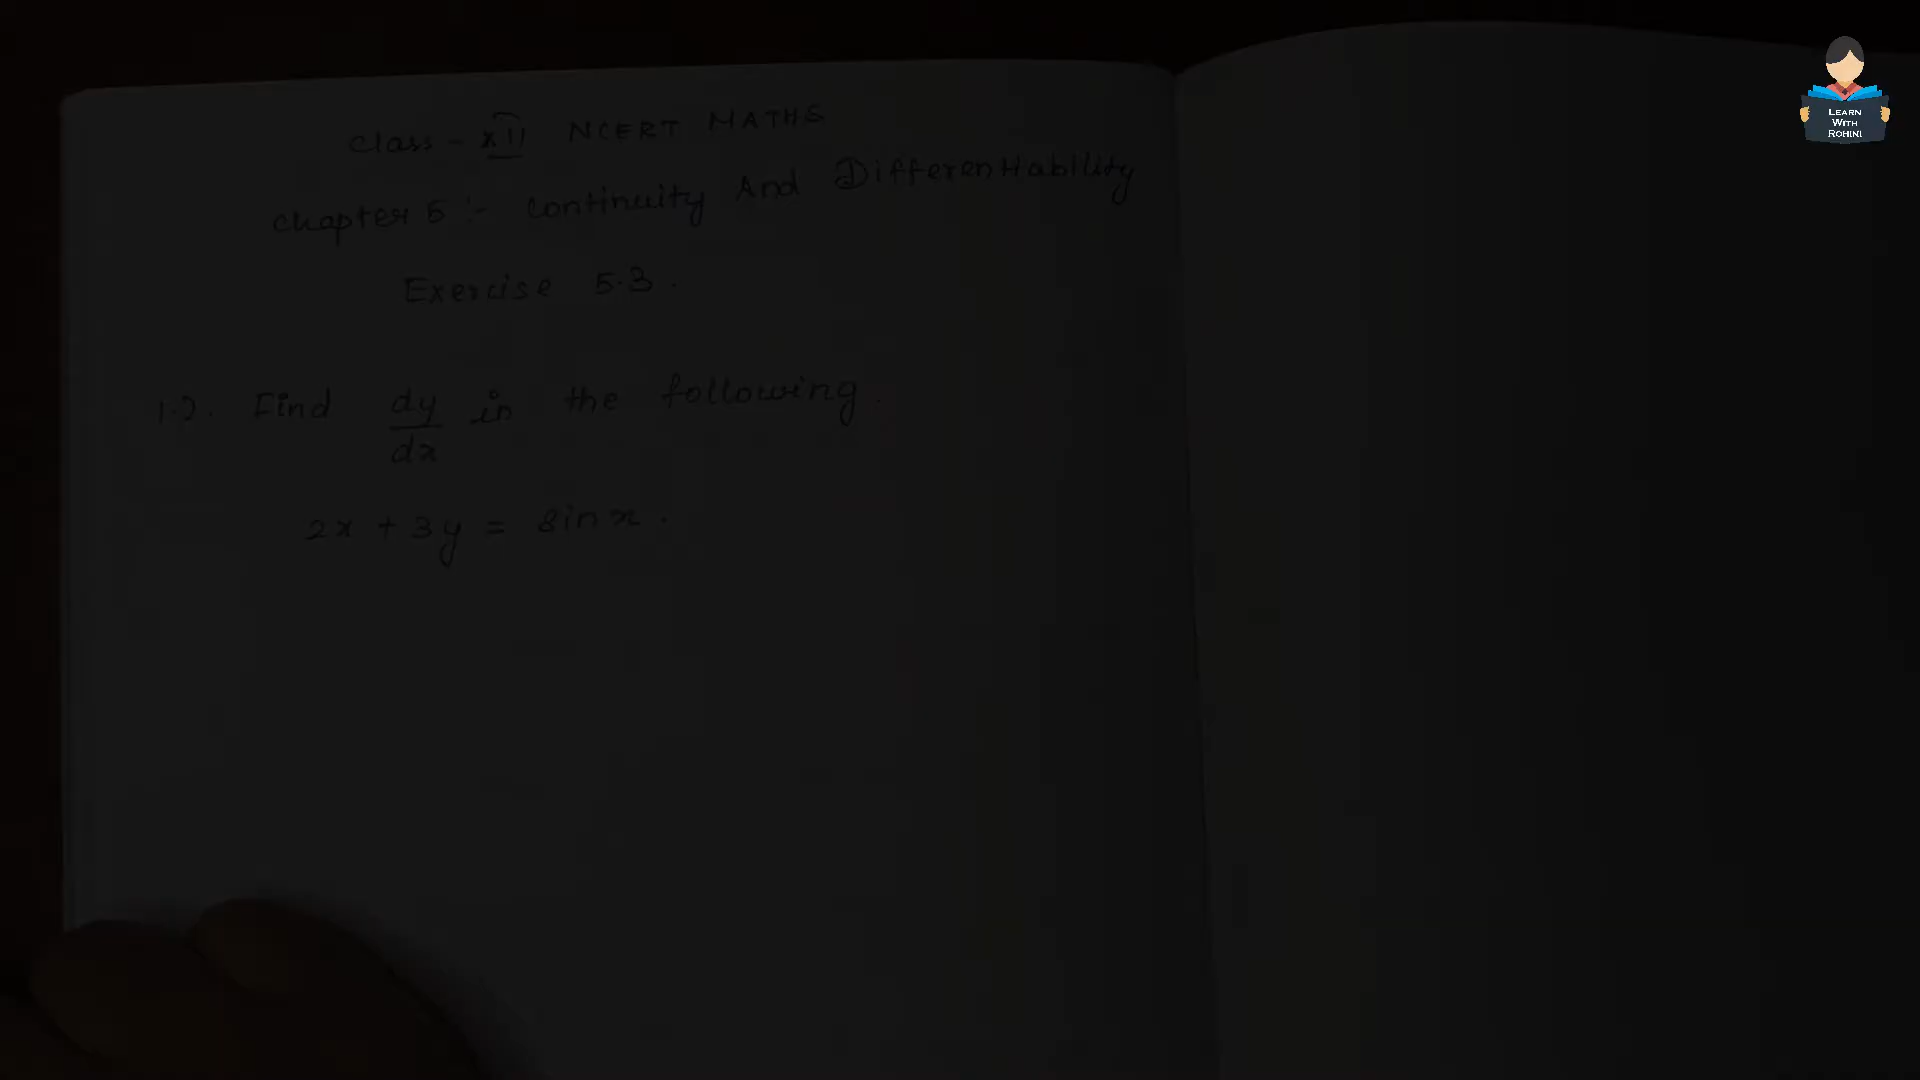 Class - XII NCERT MATHS
Chapter 5 :- Continuity And Differentiability
Exercise 5.3.
1.). Find dy/dx in the following.
2x + 3y = sin x.
LEARN
WITH
ROHINI